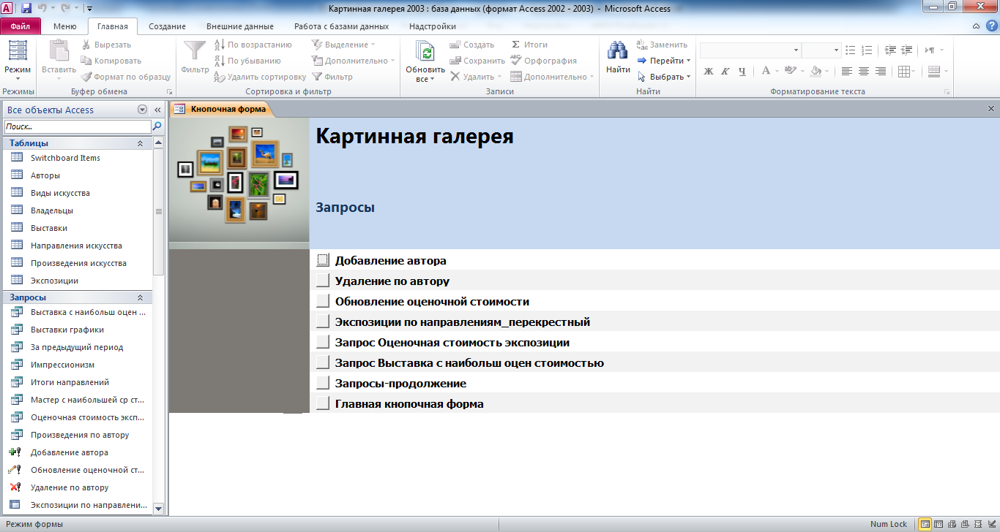 Картинная галерея 2003 : база данных (формат Access 2002 - 2003) - Microsoft Access
Файл Меню Главная Создание Внешние данные Работа с базами данных Надстройки
Режим
Режимы
Вставить
Вырезать
Копировать
Формат по образцу
Буфер обмена
Фильтр
По возрастанию
По убыванию
Удалить сортировку
Выделение
Дополнительно
Фильтр
Сортировка и фильтр
Обновить
все
Создать
Сохранить
Удалить
Итоги
Орфография
Дополнительно
Записи
Найти
Заменить
Перейти
Выбрать
Найти
Ж К Ч А
Форматирование текста
Все объекты Access
Поиск...
Таблицы
Switchboard Items
Авторы
Виды искусства
Владельцы
Выставки
Направления искусства
Произведения искусства
Экспозиции
Запросы
Выставка с наибольш оцен ...
Выставки графики
За предыдущий период
Импрессионизм
Итоги направлений
Мастер с наибольшей ср ст...
Оценочная стоимость эксп...
Произведения по автору
Добавление автора
Обновление оценочной ст...
Удаление по автору
Экспозиции по направлени...
Кнопочная форма
Картинная галерея
Запросы
Добавление автора
Удаление по автору
Обновление оценочной стоимости
Экспозиции по направлениям_перекрестный
Запрос Оценочная стоимость экспозиции
Запрос Выставка с наибольш оцен стоимостью
Запросы-продолжение
Главная кнопочная форма
Режим формы
Num Lock